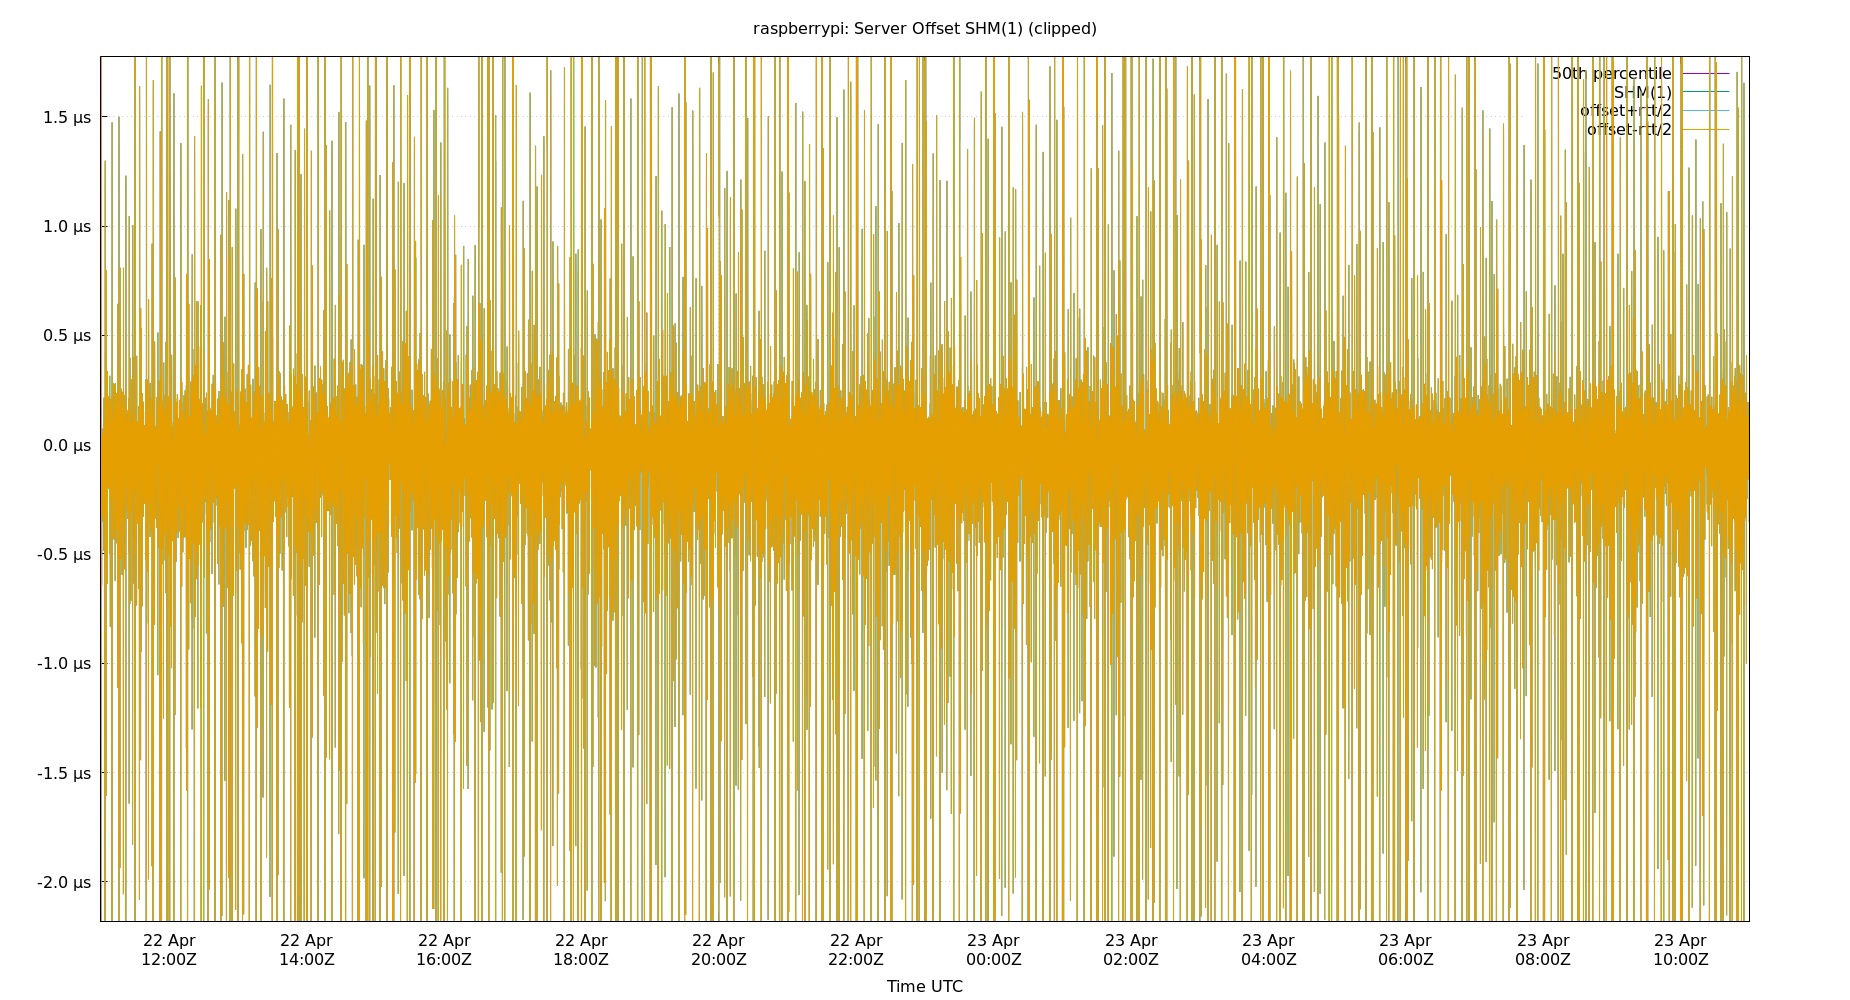 raspberrypi: Server Offset SHM(1) (clipped)
50th percentile
SHM(1)
offset+rtt/2
offset-rtt/2
1.5 µs
1.0 µs
0.5 µs
0.0 µs
-0.5 µs
-1.0 µs
-1.5 µs
-2.0 µs
22 Apr 22 Apr 22 Apr 22 Apr 22 Apr 22 Apr 23 Apr 23 Apr 23 Apr 23 Apr 23 Apr 23 Apr
12:00Z 14:00Z 16:00Z 18:00Z 20:00Z 22:00Z 00:00Z 02:00Z 04:00Z 06:00Z 08:00Z 10:00Z
Time UTC